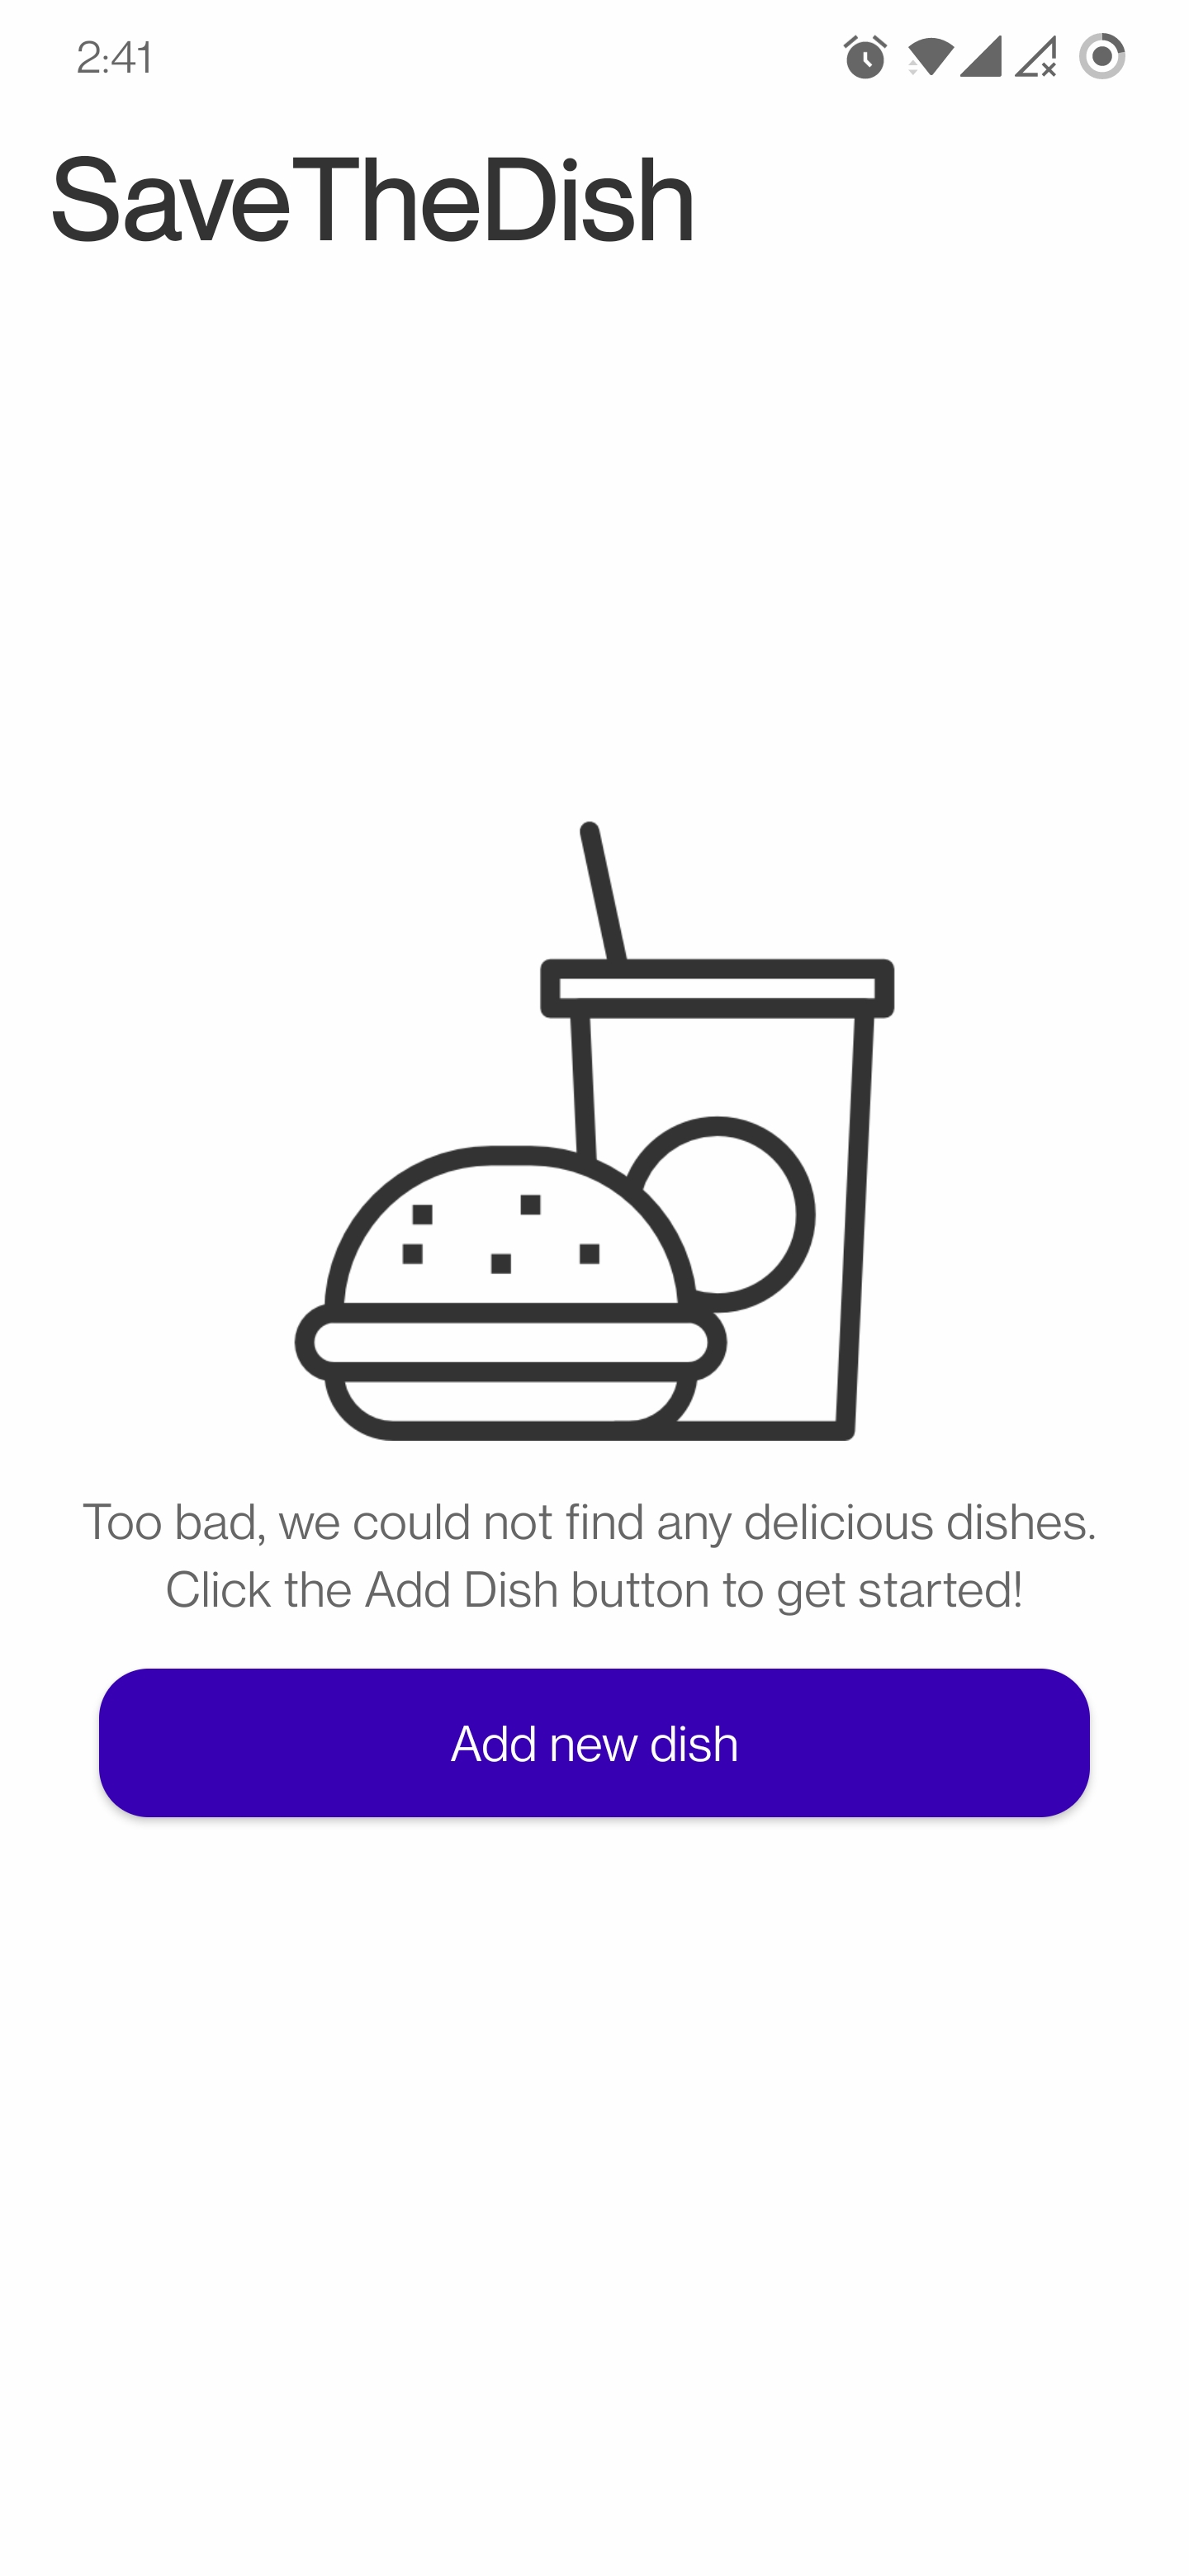 2:41
SaveTheDish
Too bad, we could not find any delicious dishes.
Click the Add Dish button to get started!
Add new dish